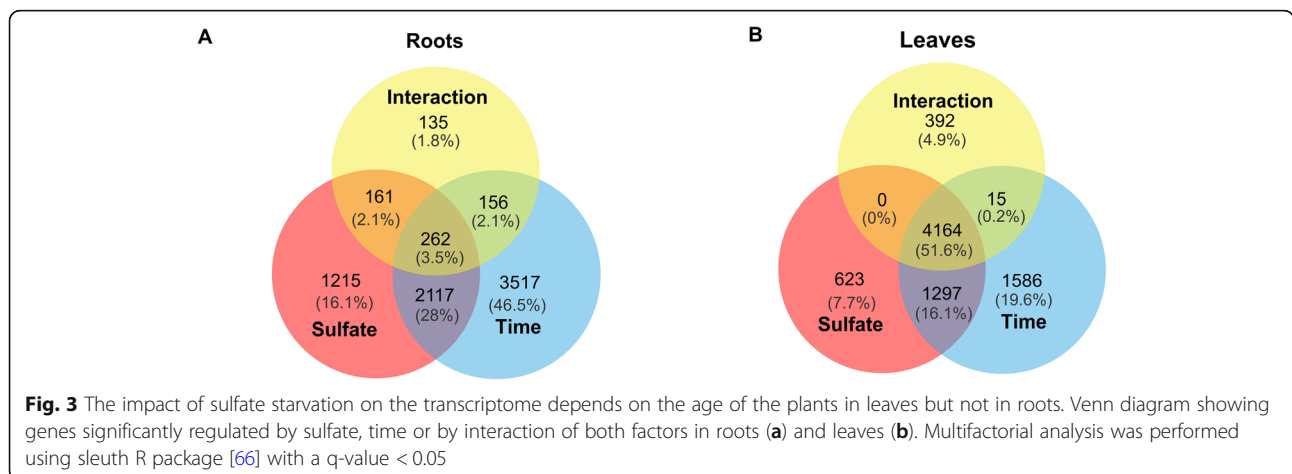 A
Roots
Interaction
135
(1.8%)
161
(2.1%)
156
(2.1%)
262
(3.5%)
1215
(16.1%)
Sulfate
2117
(28%)
3517
(46.5%)
Time
B
Leaves
Interaction
392
(4.9%)
0
(0%)
15
(0.2%)
4164
(51.6%)
623
(7.7%)
Sulfate
1297
(16.1%)
1586
(19.6%)
Time
Fig. 3 The impact of sulfate starvation on the transcriptome depends on the age of the plants in leaves but not in roots. Venn diagram showing
genes significantly regulated by sulfate, time or by interaction of both factors in roots (a) and leaves (b). Multifactorial analysis was performed
using sleuth R package [66] with a q-value < 0.05